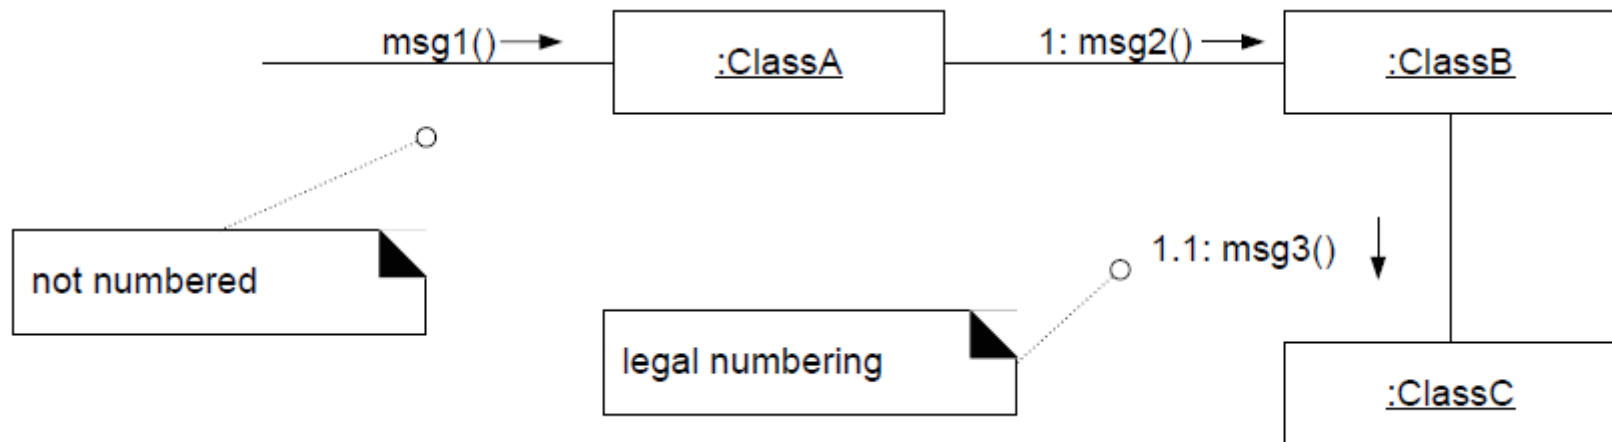 msg1()
:ClassA
1: msg2()
:ClassB
not numbered
1.1: msg3()
legal numbering
:ClassC